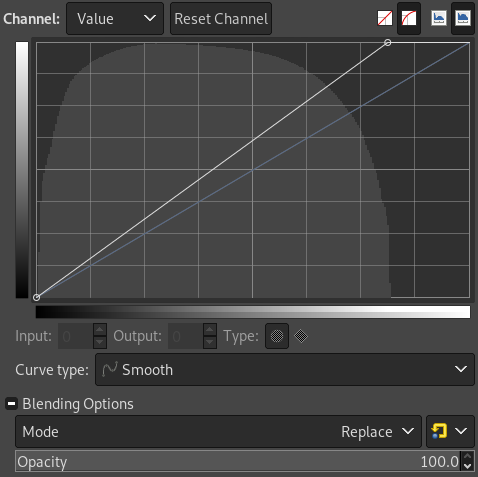 Channel: Value Reset Channel
Input: 0 Output: 0 Type:
Curve type: Smooth
Blending Options
Mode Replace
Opacity 100.0